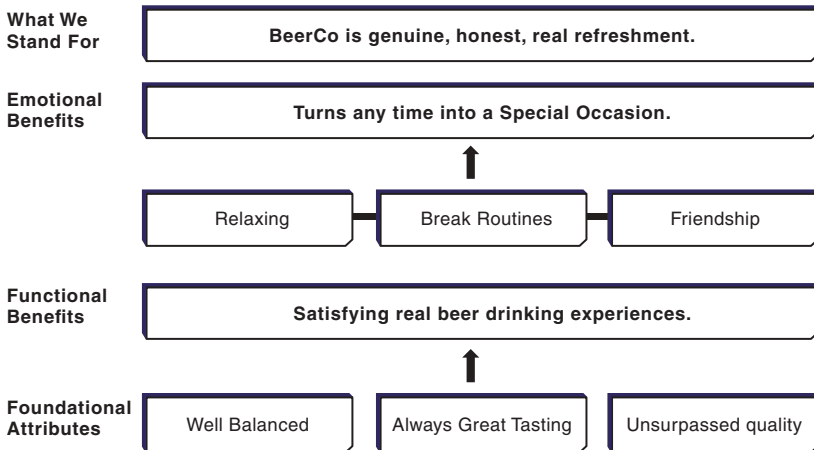 What We
Stand For
BeerCo is genuine, honest, real refreshment.
Emotional
Benefits
Turns any time into a Special Occasion.
Relaxing
Break Routines
Friendship
Functional
Benefits
Satisfying real beer drinking experiences.
Foundational
Attributes
Well Balanced
Always Great Tasting
Unsurpassed quality